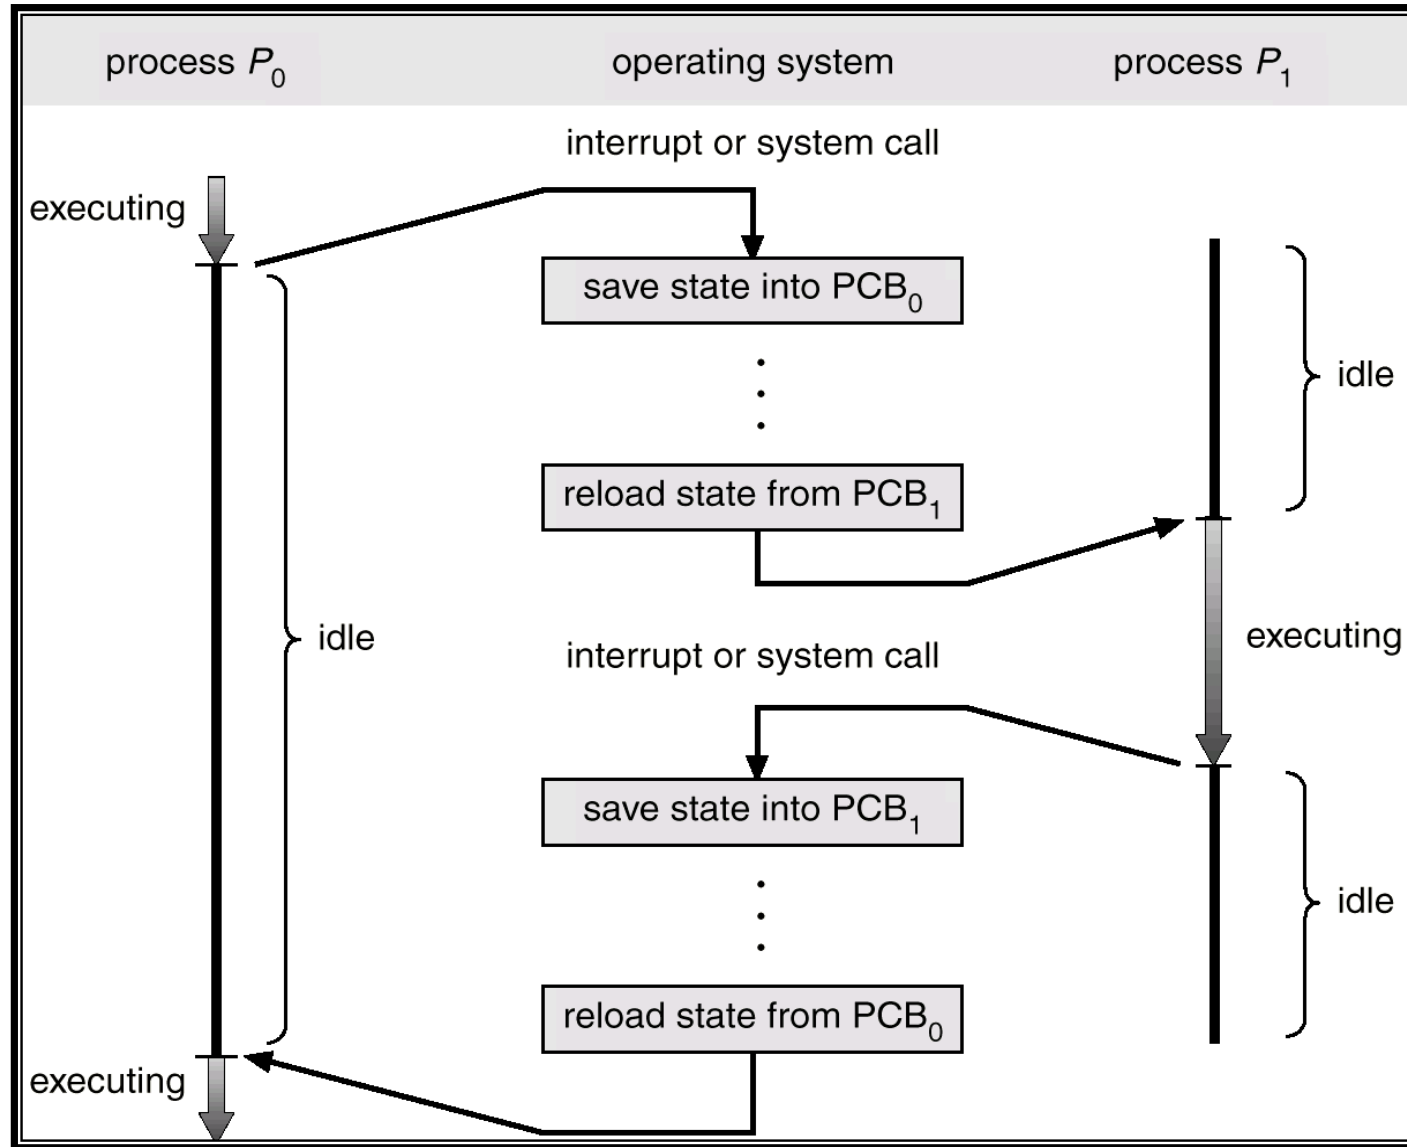 process P₀
operating system
process P₁
interrupt or system call
executing
save state into PCB₀
idle
reload state from PCB₁
idle
executing
interrupt or system call
save state into PCB₁
idle
reload state from PCB₀
executing